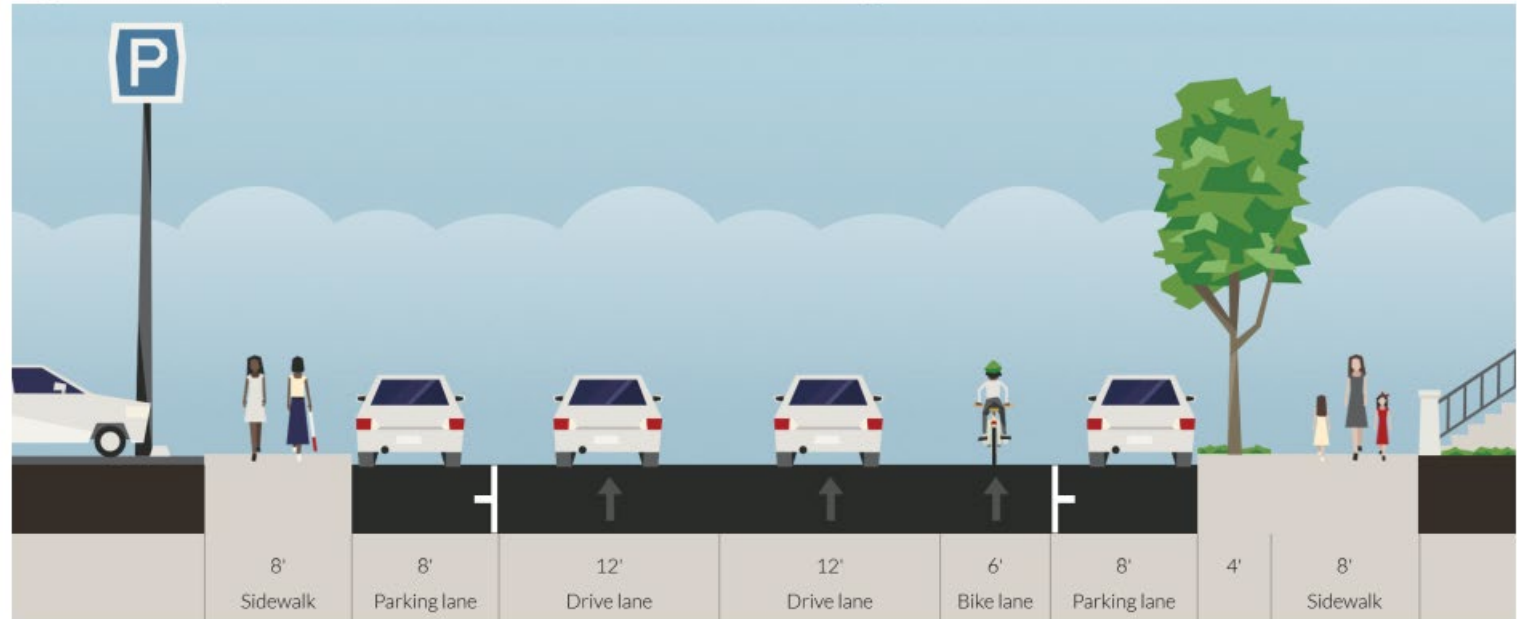 P
8' 8' 12' 12' 6' 8' 4' 8'
Sidewalk Parking lane Drive lane Drive lane Bike lane Parking lane Sidewalk